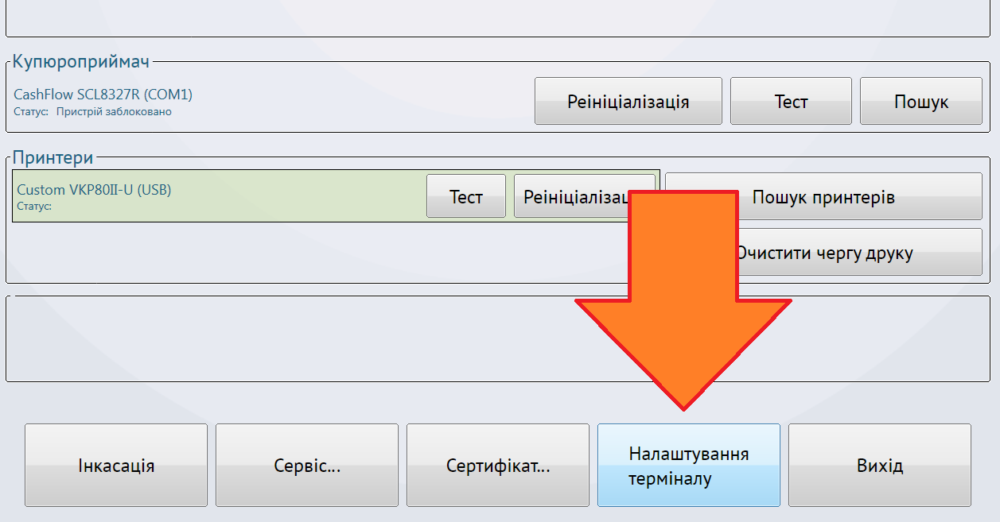 Купюроприймач
CashFlow SCL8327R (COM1)
Статус: Пристрій заблоковано
Реініціалізація
Тест
Пошук
Принтери
Custom VKP80II-U (USB)
Статус:
Тест
Пошук принтерів
Очистити чергу друку
Інкасація
Сервіс...
Сертифікат...
Налаштування
терміналу
Вихід